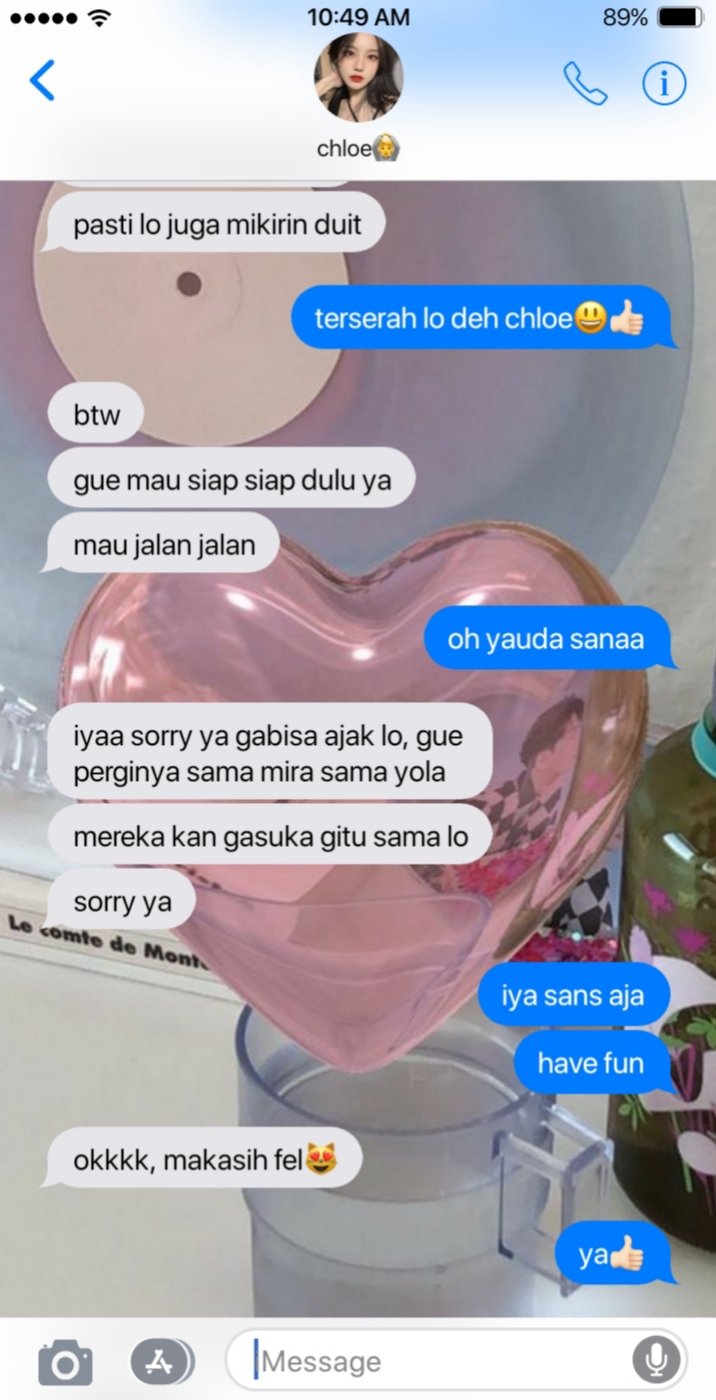 10:49 AM
89%
chloe👵
pasti lo juga mikirin duit
terserah lo deh chloe😃👍🏻
btw
gue mau siap siap dulu ya
mau jalan jalan
oh yauda sanaa
iyaa sorry ya gabisa ajak lo, gue
perginya sama mira sama yola
mereka kan gasuka gitu sama lo
sorry ya
Le comte de Monte
iya sans aja
have fun
okkkk, makasih fel😻
ya👍🏻
Message